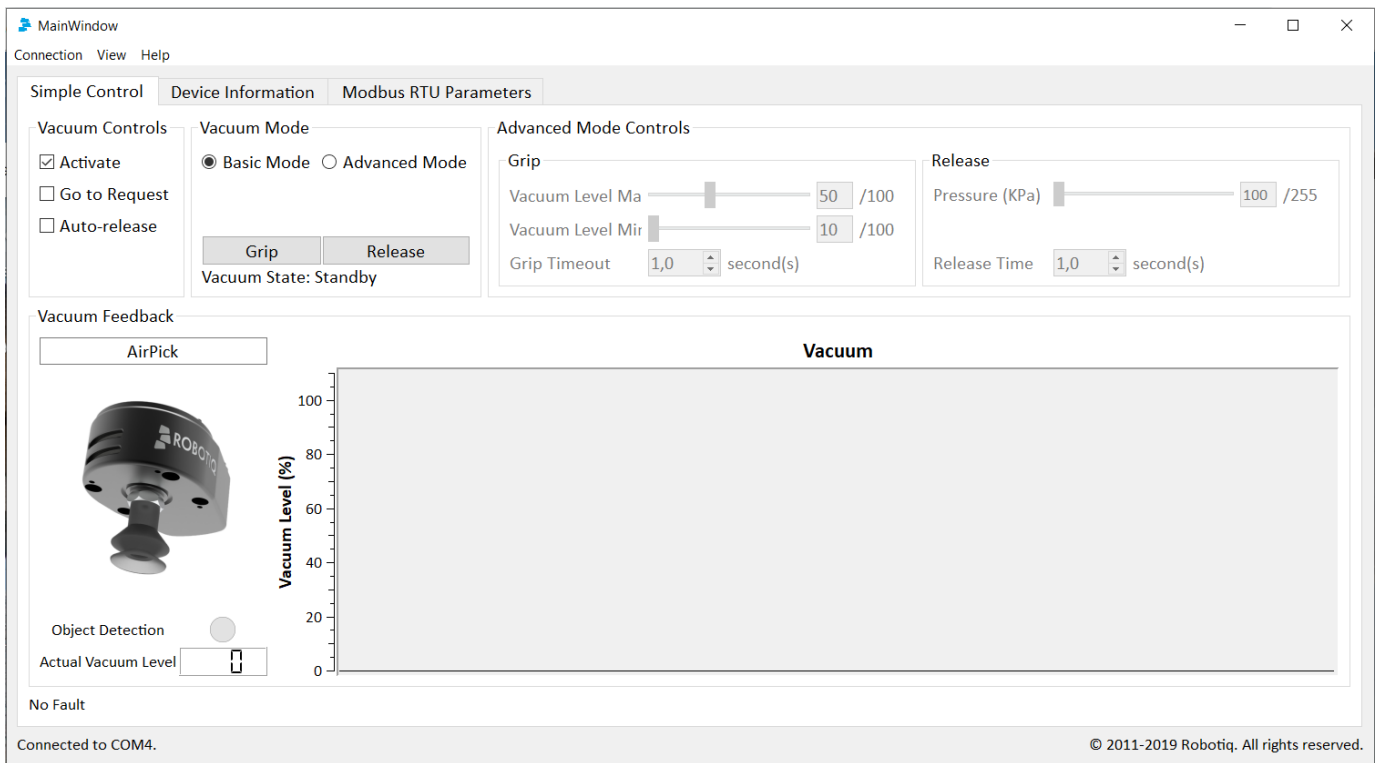 MainWindow
Connection View Help
Simple Control Device Information Modbus RTU Parameters
Vacuum Controls
Activate
Go to Request
Auto-release
Vacuum Mode
Basic Mode Advanced Mode
Grip Release
Vacuum State: Standby
Advanced Mode Controls
Grip
Vacuum Level Ma 50 /100
Vacuum Level Mir 10 /100
Grip Timeout 1,0 second(s)
Release
Pressure (KPa) 100 /255
Release Time 1,0 second(s)
Vacuum Feedback
AirPick
ROBOTIQ
Object Detection
Actual Vacuum Level 0
Vacuum
Vacuum Level (%)
100
80
60
40
20
0
No Fault
Connected to COM4.
© 2011-2019 Robotiq. All rights reserved.